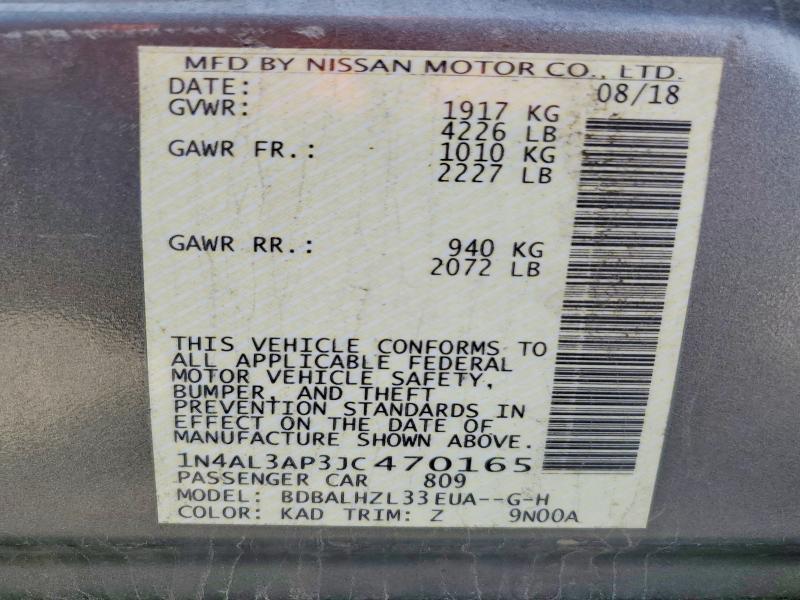 MFD BY NISSAN MOTOR CO., LTD.
DATE: 08/18
GVWR: 1917 KG
4226 LB
GAWR FR.: 1010 KG
2227 LB
GAWR RR.: 940 KG
2072 LB
THIS VEHICLE CONFORMS TO
ALL APPLICABLE FEDERAL
MOTOR VEHICLE SAFETY,
BUMPER, AND THEFT
PREVENTION STANDARDS IN
EFFECT ON THE DATE OF
MANUFACTURE SHOWN ABOVE.
1N4AL3AP3JC470165
PASSENGER CAR 809
MODEL: BDBALHZL33EUA--G-H
COLOR: KAD TRIM: Z 9N00A